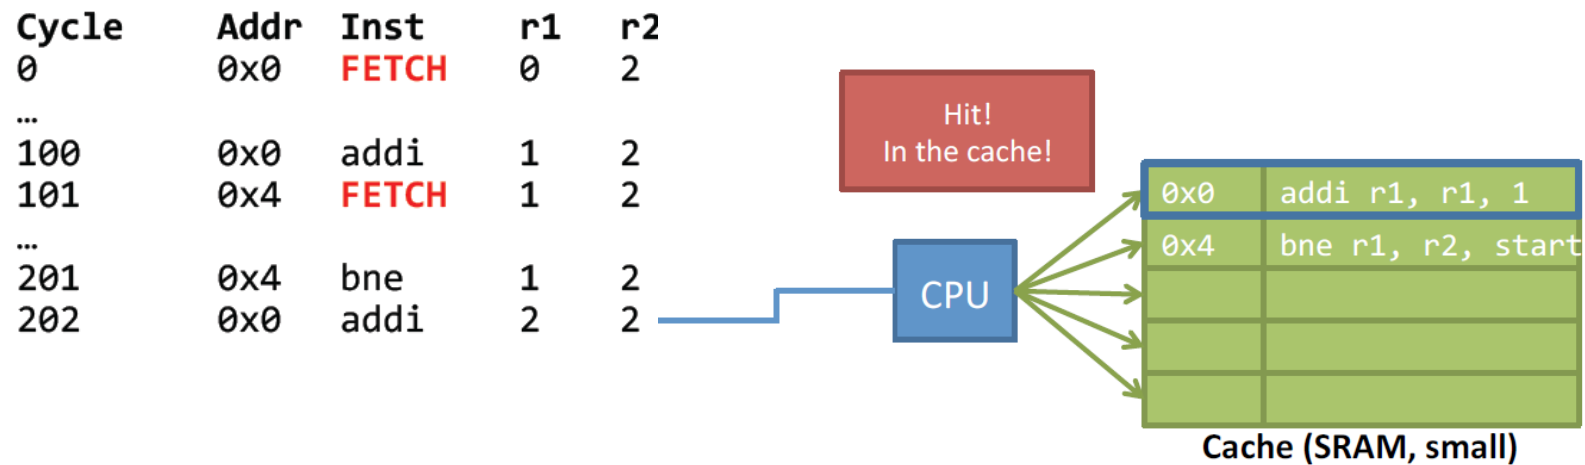 Cycle Addr Inst r1 r2
0 0x0 FETCH 0 2
…
100 0x0 addi 1 2
101 0x4 FETCH 1 2
…
201 0x4 bne 1 2
202 0x0 addi 2 2
Hit!
In the cache!
CPU
0x0 addi r1, r1, 1
0x4 bne r1, r2, start
Cache (SRAM, small)